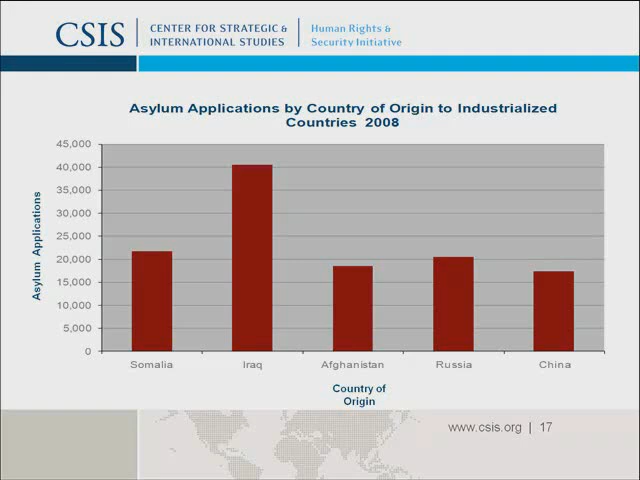 CSIS
CENTER FOR STRATEGIC &
INTERNATIONAL STUDIES
Human Rights &
Security Initiative
Asylum Applications by Country of Origin to Industrialized
Countries 2008
45,000
40,000
35,000
30,000
25,000
20,000
15,000
10,000
5,000
0
Asylum Applications
Somalia Iraq Afghanistan Russia China
Country of
Origin
www.csis.org | 17